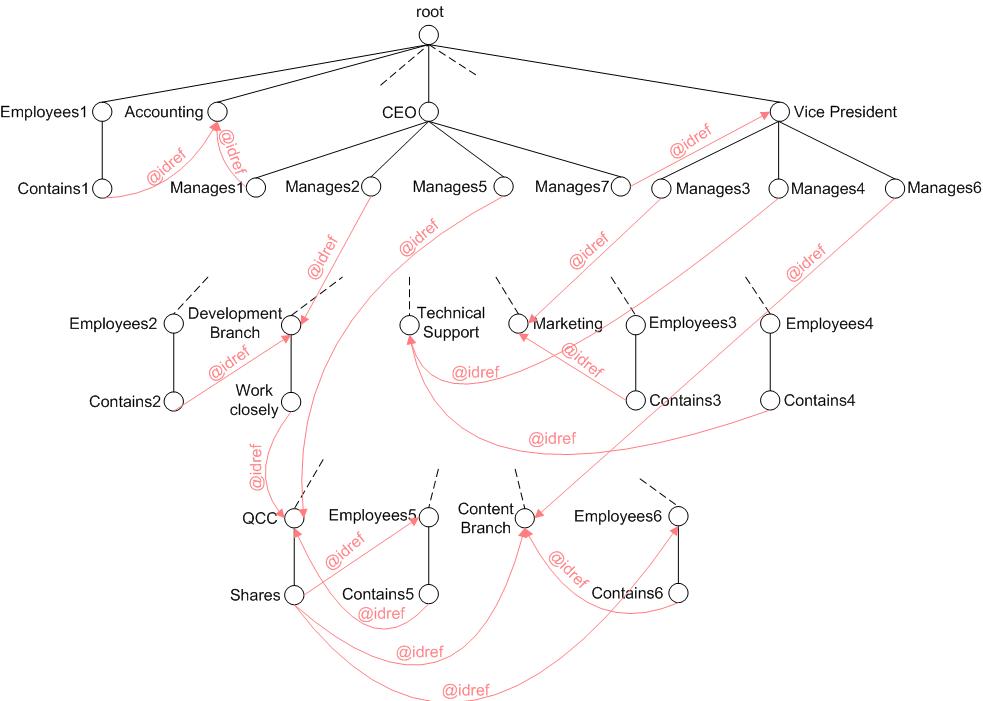 root
Employees1
Accounting
CEO
Vice President
@idref
@idref
@idref
Contains1
Manages1
Manages2
Manages5
Manages7
Manages3
Manages4
Manages6
@idref
@idref
@idref
@idref
Employees2
Development
Branch
Technical
Support
Marketing
Employees3
Employees4
@idref
@idref
@idref
Contains2
Work
closely
Contains3
Contains4
@idref
@idref
QCC
Employees5
Content
Branch
Employees6
@idref
@idref
Shares
Contains5
Contains6
@idref
@idref
@idref